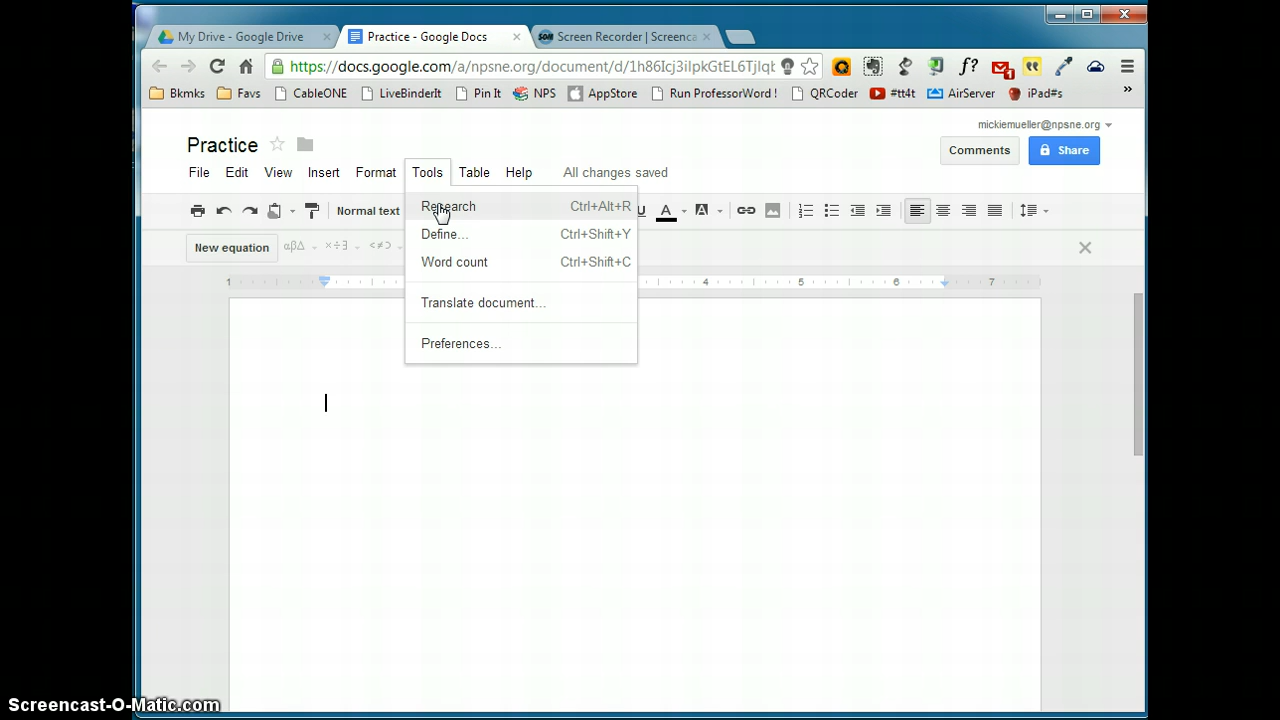 My Drive - Google Drive
Practice - Google Docs
Screen Recorder | Screenca
https://docs.google.com/a/npsne.org/document/d/1h86Icj3iIpkGtEL6TjIqt
f?
1
Bkmks
Favs
CableONE
LiveBinderIt
Pin It
NPS
AppStore
Run ProfessorWord !
QRCoder
#tt4t
AirServer
iPad#s
»
mickiemueller@npsne.org
Practice
Comments
Share
File Edit View Insert Format Tools Table Help All changes saved
Normal text
U A A
Research Ctrl+Alt+R
Define... Ctrl+Shift+Y
Word count Ctrl+Shift+C
Translate document...
Preferences...
New equation αβΔ ×÷∃ <≠⊃
1 4 5 6 7
Screencast-O-Matic.com